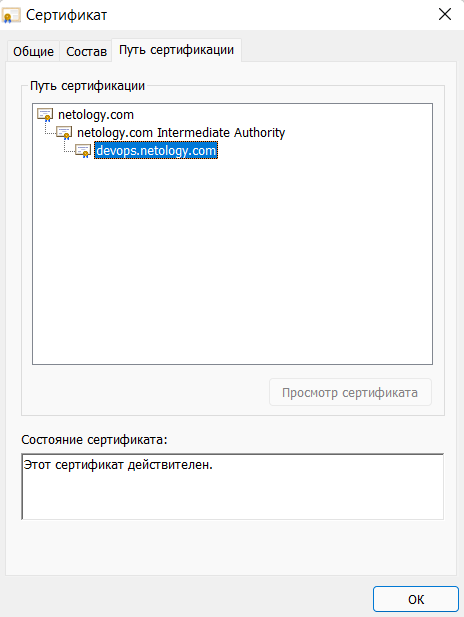 Сертификат
Общие Состав Путь сертификации
Путь сертификации
netology.com
netology.com Intermediate Authority
devops.netology.com
Просмотр сертификата
Состояние сертификата:
Этот сертификат действителен.
ОК